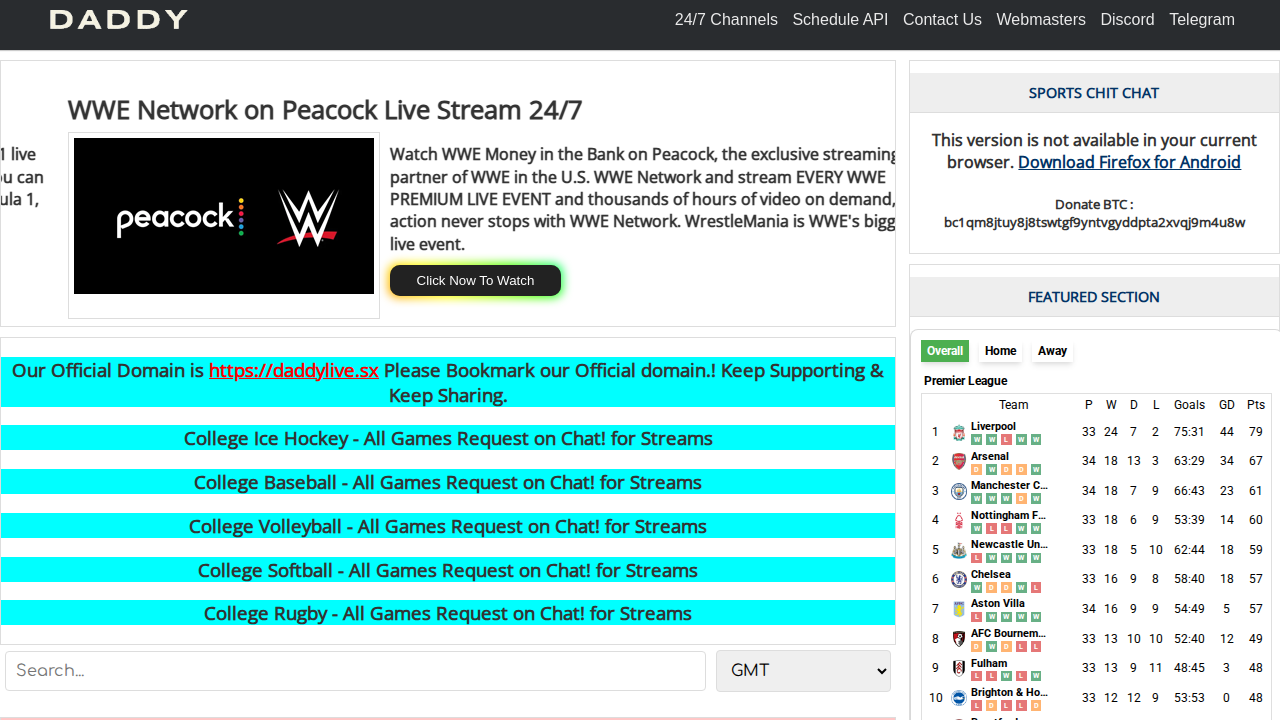 DADDY
24/7 Channels Schedule API Contact Us Webmasters Discord Telegram
WWE Network on Peacock Live Stream 24/7
1 live
u can
ula 1,
peacock
W
Watch WWE Money in the Bank on Peacock, the exclusive streaming
partner of WWE in the U.S. WWE Network and stream EVERY WWE
PREMIUM LIVE EVENT and thousands of hours of video on demand,
action never stops with WWE Network. WrestleMania is WWE's bigg
live event.
Click Now To Watch
Our Official Domain is https://daddylive.sx Please Bookmark our Official domain.! Keep Supporting &
Keep Sharing.
College Ice Hockey - All Games Request on Chat! for Streams
College Baseball - All Games Request on Chat! for Streams
College Volleyball - All Games Request on Chat! for Streams
College Softball - All Games Request on Chat! for Streams
College Rugby - All Games Request on Chat! for Streams
Search...
GMT
SPORTS CHIT CHAT
This version is not available in your current
browser. Download Firefox for Android
Donate BTC :
bc1qm8jtuy8j8tswtgf9yntvgyddpta2xvqj9m4u8w
FEATURED SECTION
Overall Home Away
Premier League
Team P W D L Goals GD Pts
1 Liverpool 33 24 7 2 75:31 44 79
W W L W W
2 Arsenal 34 18 13 3 63:29 34 67
D W D D W
3 Manchester C... 34 18 7 9 66:43 23 61
W W W D W
4 Nottingham F... 33 18 6 9 53:39 14 60
W L L W W
5 Newcastle Un... 33 18 5 10 62:44 18 59
L W W W W
6 Chelsea 33 16 9 8 58:40 18 57
W D D W L
7 Aston Villa 34 16 9 9 54:49 5 57
L W W W W
8 AFC Bournem... 33 13 10 10 52:40 12 49
D W D L L
9 Fulham 33 13 9 11 48:45 3 48
L L W L W
10 Brighton & Ho... 33 12 12 9 53:53 0 48
L D L L D